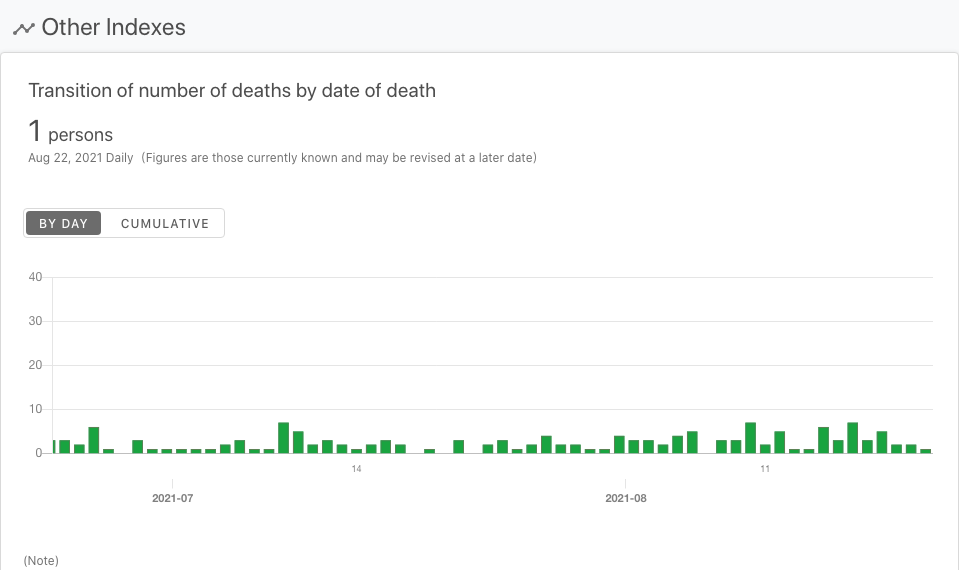 Other Indexes
Transition of number of deaths by date of death
1 persons
Aug 22, 2021 Daily (Figures are those currently known and may be revised at a later date)
BY DAY CUMULATIVE
40
30
20
10
0
14 11
2021-07 2021-08
(Note)